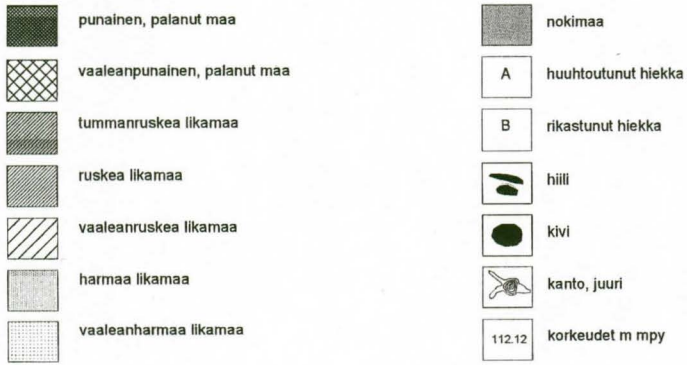 punainen, palanut maa
vaaleanpunainen, palanut maa
tummanruskea likamaa
ruskea likamaa
vaaleanruskea likamaa
harmaa likamaa
vaaleanharmaa likamaa
nokimaa
A huuhtoutunut hiekka
B rikastunut hiekka
hiili
kivi
kanto, juuri
112.12 korkeudet m mpy